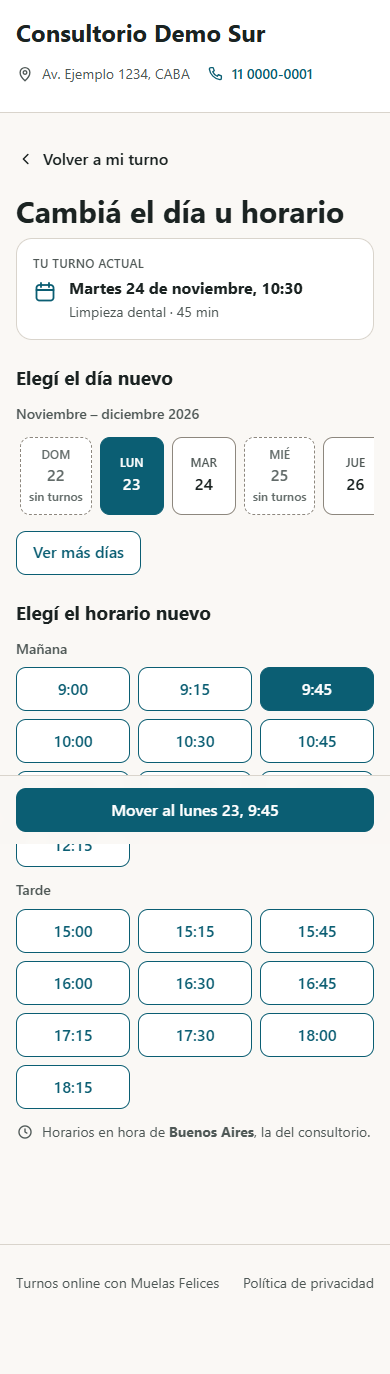 Consultorio Demo Sur
Av. Ejemplo 1234, CABA 11 0000-0001
Volver a mi turno
Cambiá el día u horario
TU TURNO ACTUAL
Martes 24 de noviembre, 10:30
Limpieza dental · 45 min
Elegí el día nuevo
Noviembre – diciembre 2026
DOM LUN MAR MIÉ JUE
22 23 24 25 26
sin turnos sin turnos
Ver más días
Elegí el horario nuevo
Mañana
9:00 9:15 9:45
10:00 10:30 10:45
Mover al lunes 23, 9:45
12:15
Tarde
15:00 15:15 15:45
16:00 16:30 16:45
17:15 17:30 18:00
18:15
Horarios en hora de Buenos Aires, la del consultorio.
Turnos online con Muelas Felices Política de privacidad